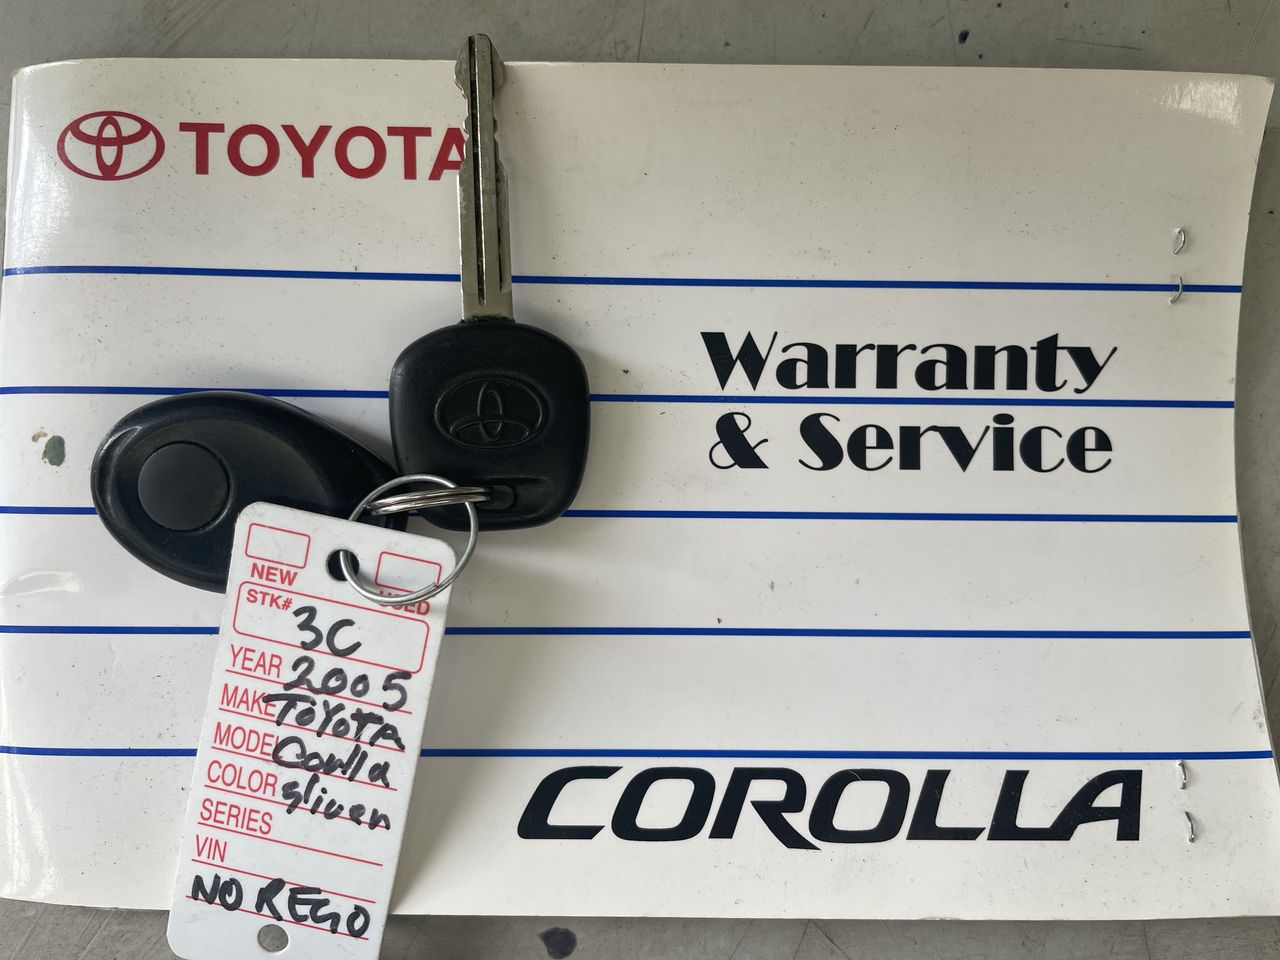 TOYOTA
Warranty
& Service
COROLLA
NEW
USED
STK# 3C
YEAR 2005
MAKE TOYOTA
MODEL Corolla
COLOR sliver
SERIES
VIN
NO REGO